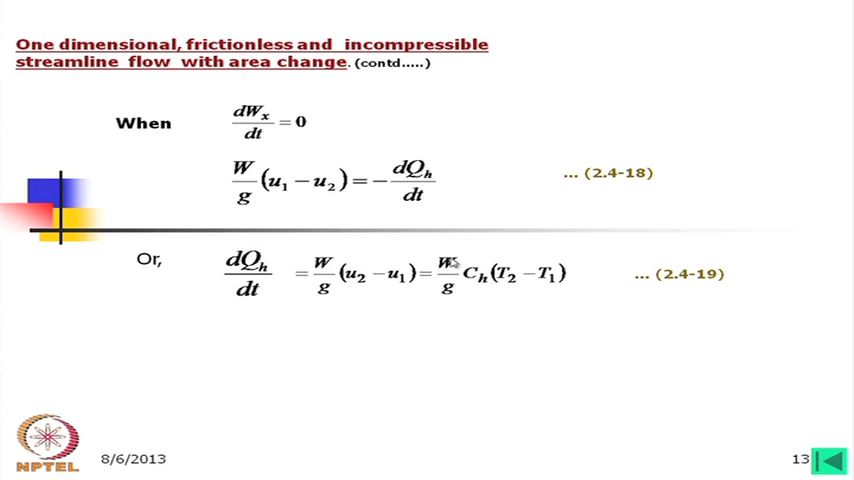 One dimensional, frictionless and incompressible
streamline flow with area change. (contd.....)
When dWₓ/dt = 0
W/g (u₁ − u₂) = − dQₕ/dt ... (2.4-18)
Or, dQₕ/dt = W/g (u₂ − u₁) = W/g Cₕ(T₂ − T₁) ... (2.4-19)
NPTEL
8/6/2013
13